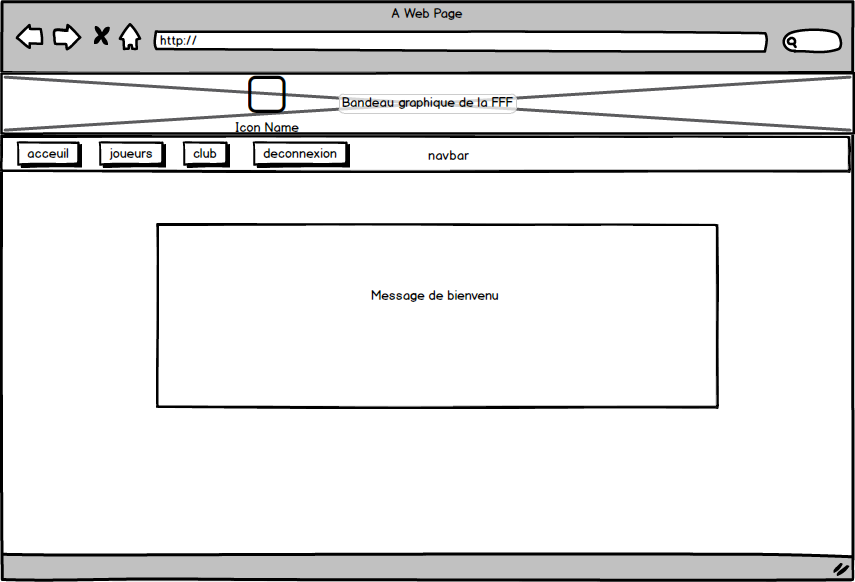 A Web Page
http://
Bandeau graphique de la FFF
Icon Name
acceuil
joueurs
club
deconnexion
navbar
Message de bienvenu